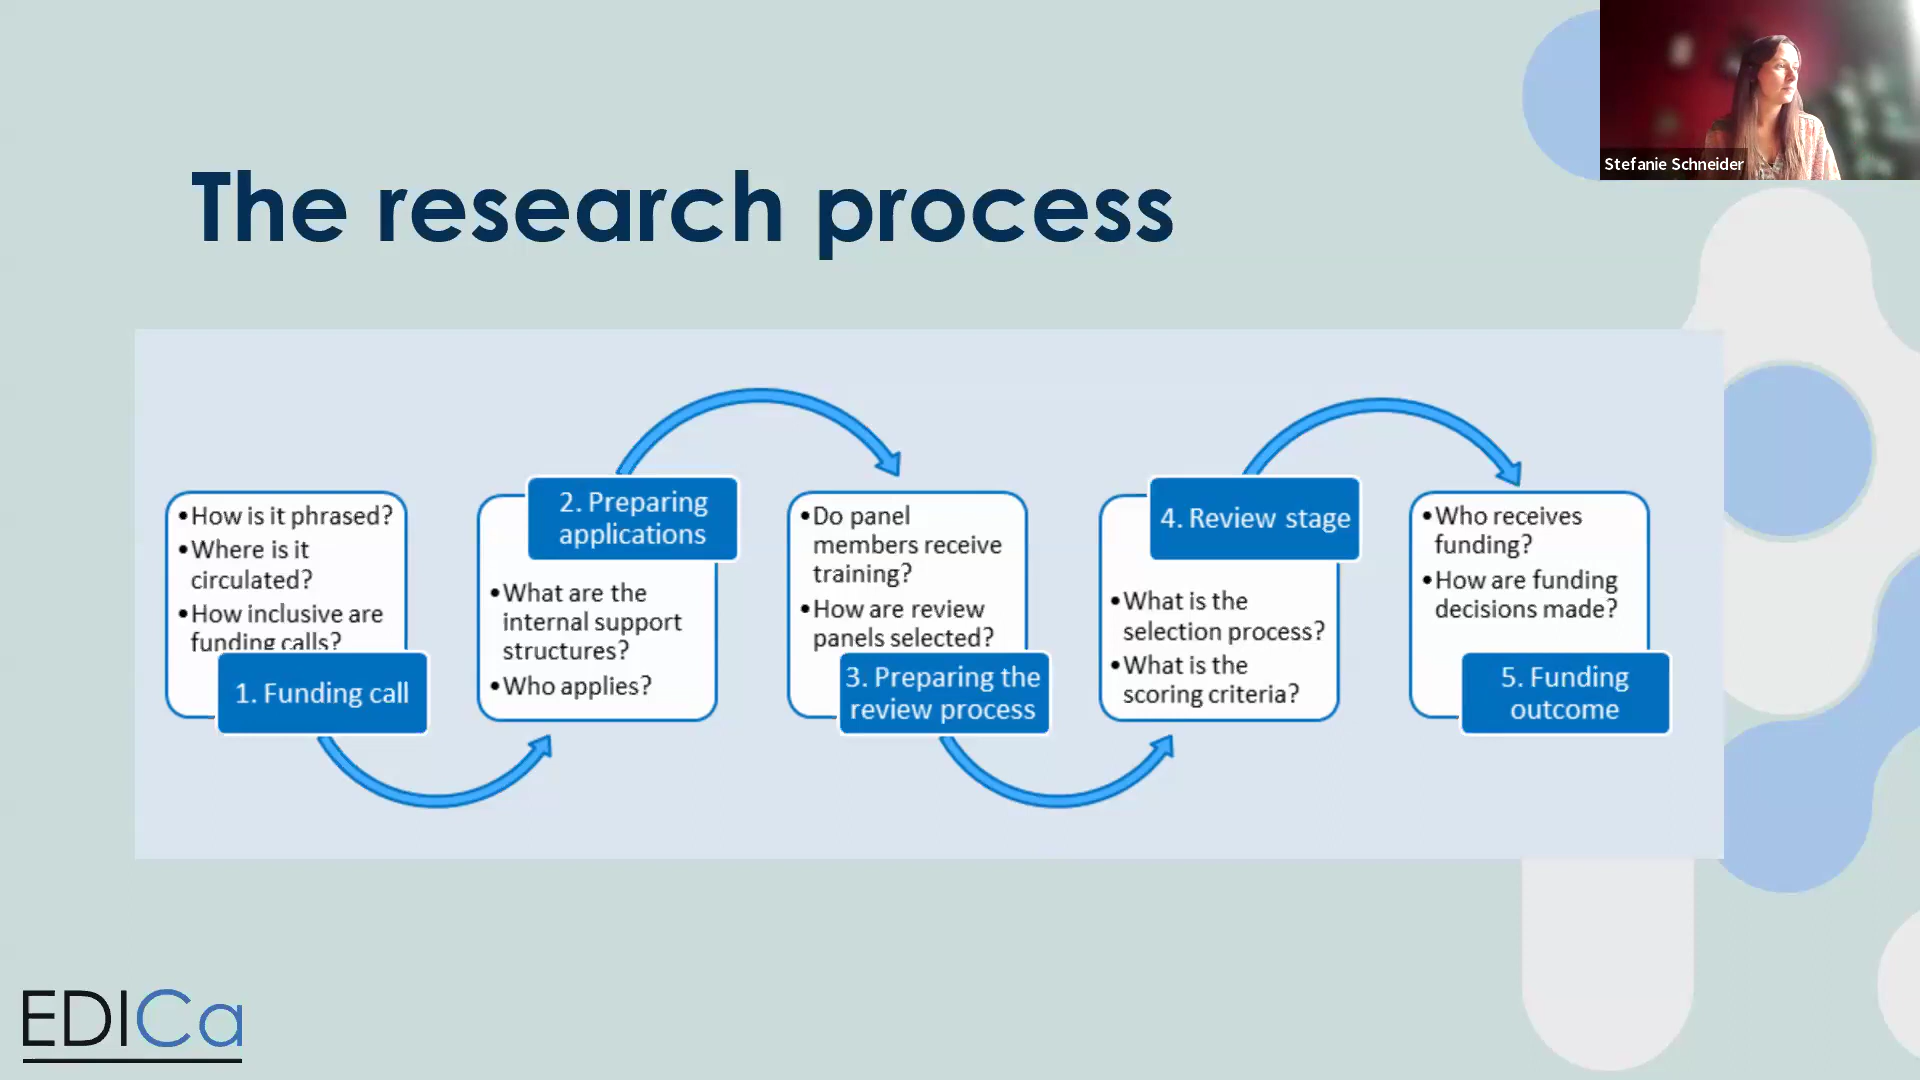 The research process
Stefanie Schneider
•How is it phrased?
•Where is it
circulated?
•How inclusive are
funding calls?
1. Funding call
2. Preparing
applications
•What are the
internal support
structures?
•Who applies?
•Do panel
members receive
training?
•How are review
panels selected?
3. Preparing the
review process
4. Review stage
•What is the
selection process?
•What is the
scoring criteria?
•Who receives
funding?
•How are funding
decisions made?
5. Funding
outcome
EDICa